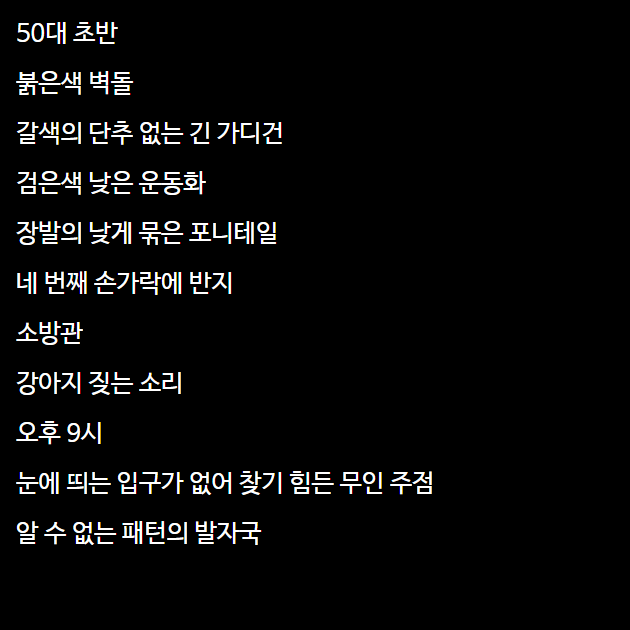 50대 초반
붉은색 벽돌
갈색의 단추 없는 긴 가디건
검은색 낮은 운동화
장발의 낮게 묶은 포니테일
네 번째 손가락에 반지
소방관
강아지 짖는 소리
오후 9시
눈에 띄는 입구가 없어 찾기 힘든 무인 주점
알 수 없는 패턴의 발자국